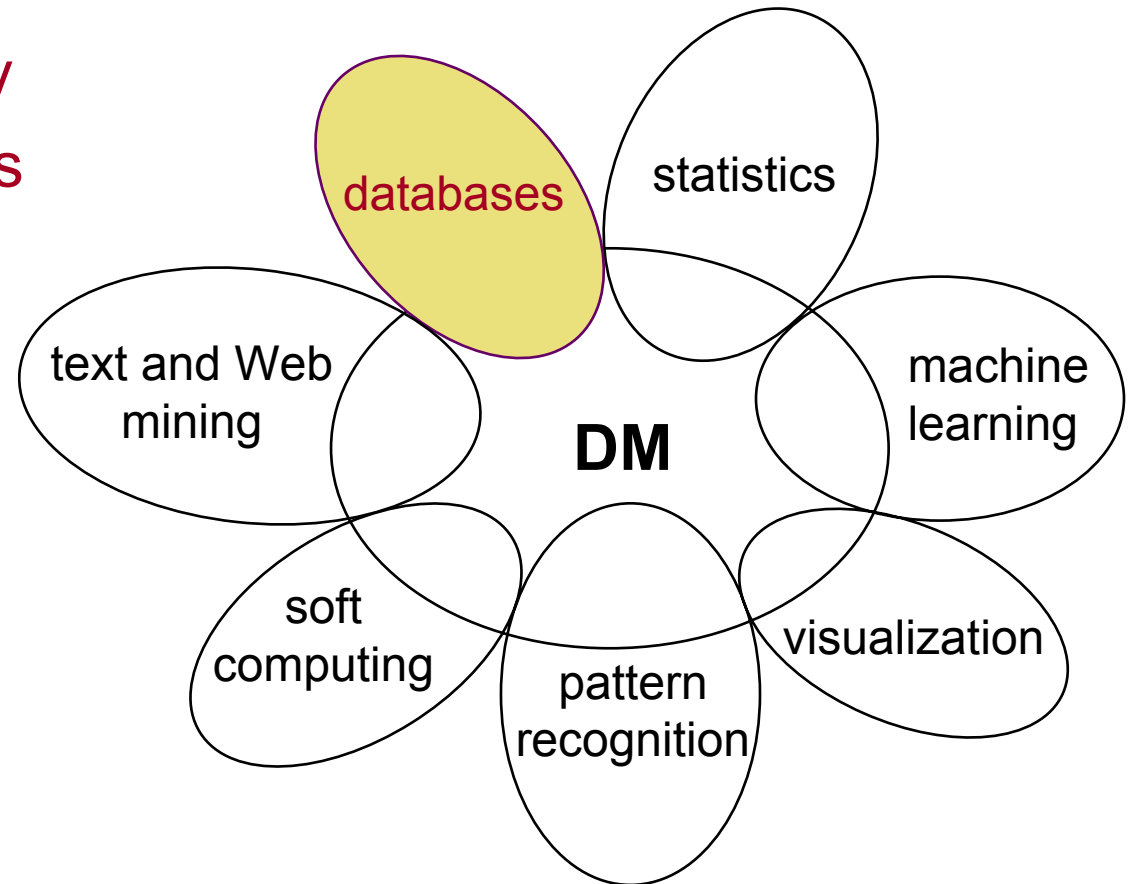 y
s
databases
statistics
text and Web
mining
machine
learning
DM
soft
computing
visualization
pattern
recognition